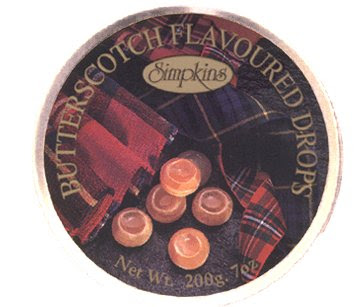 BUTTERSCOTCH FLAVOURED DROPS
Simpkins
Net Wt. 200g. 7oz